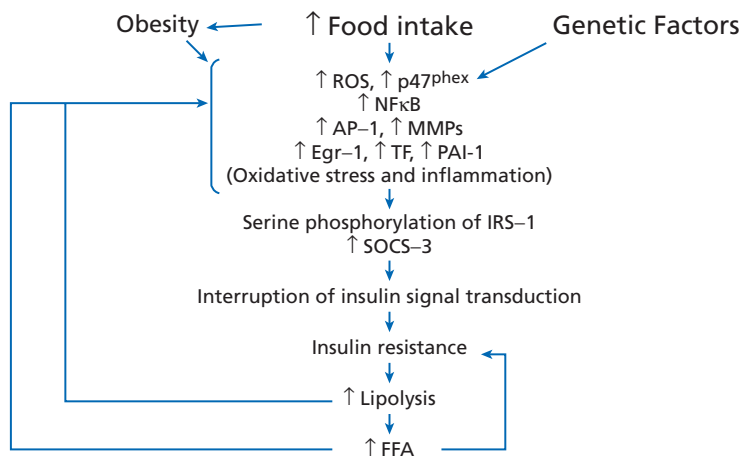 Obesity ↑ Food intake Genetic Factors
↑ ROS, ↑ p47phex
↑ NFκB
↑ AP–1, ↑ MMPs
↑ Egr–1, ↑ TF, ↑ PAI-1
(Oxidative stress and inflammation)
Serine phosphorylation of IRS–1
↑ SOCS–3
Interruption of insulin signal transduction
Insulin resistance
↑ Lipolysis
↑ FFA